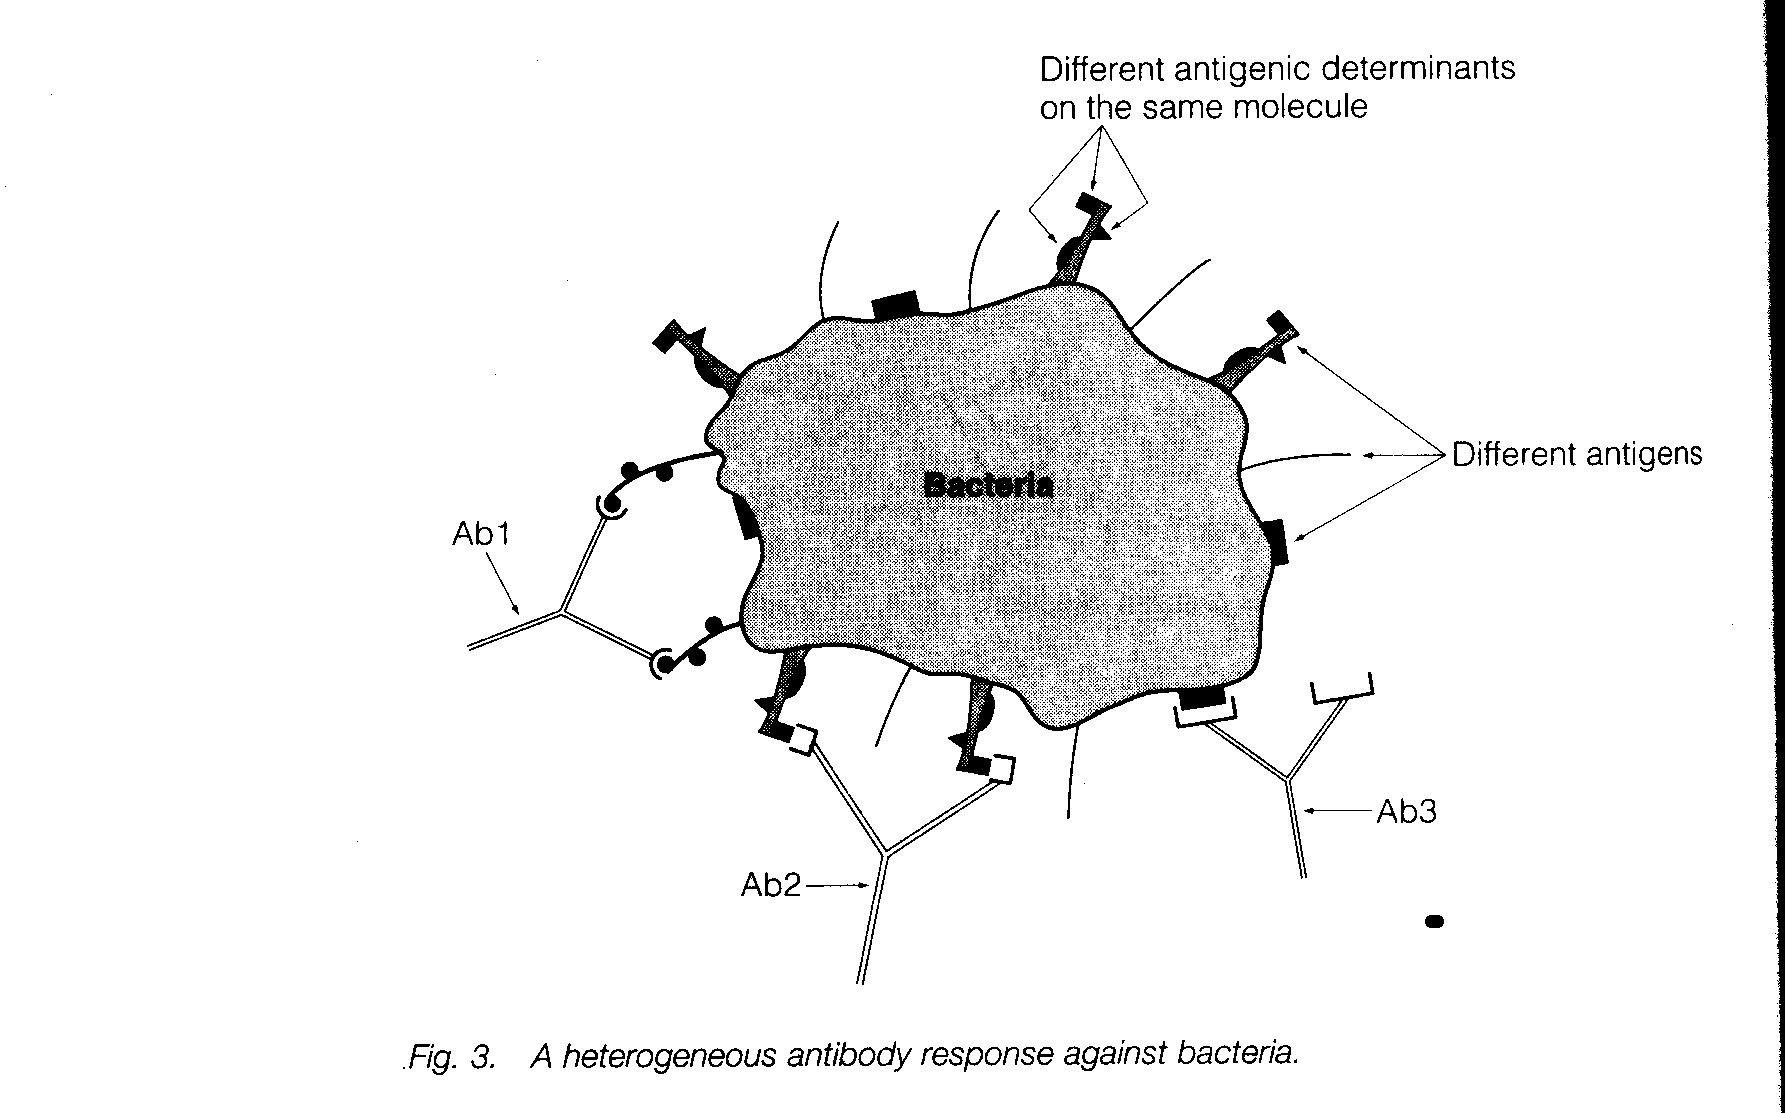 Different antigenic determinants
on the same molecule
Bacteria
Different antigens
Ab1
Ab3
Ab2
Fig. 3. A heterogeneous antibody response against bacteria.